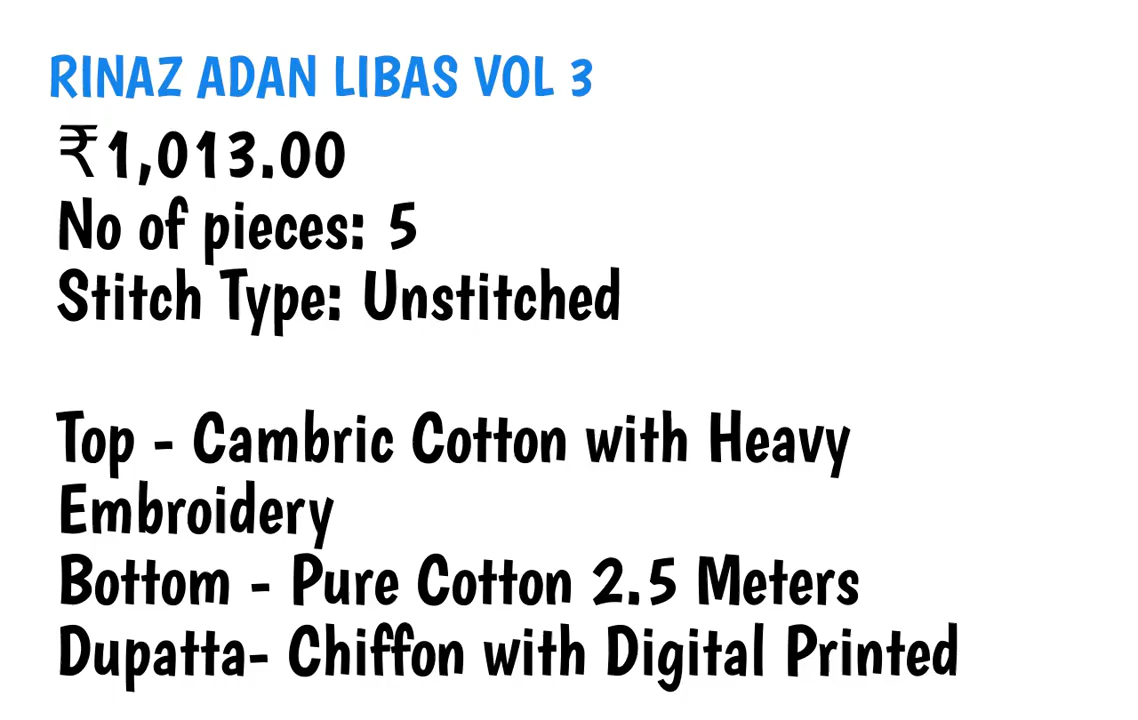 RINAZ ADAN LIBAS VOL 3
₹1,013.00
No of pieces: 5
Stitch Type: Unstitched
Top - Cambric Cotton with Heavy
Embroidery
Bottom - Pure Cotton 2.5 Meters
Dupatta- Chiffon with Digital Printed